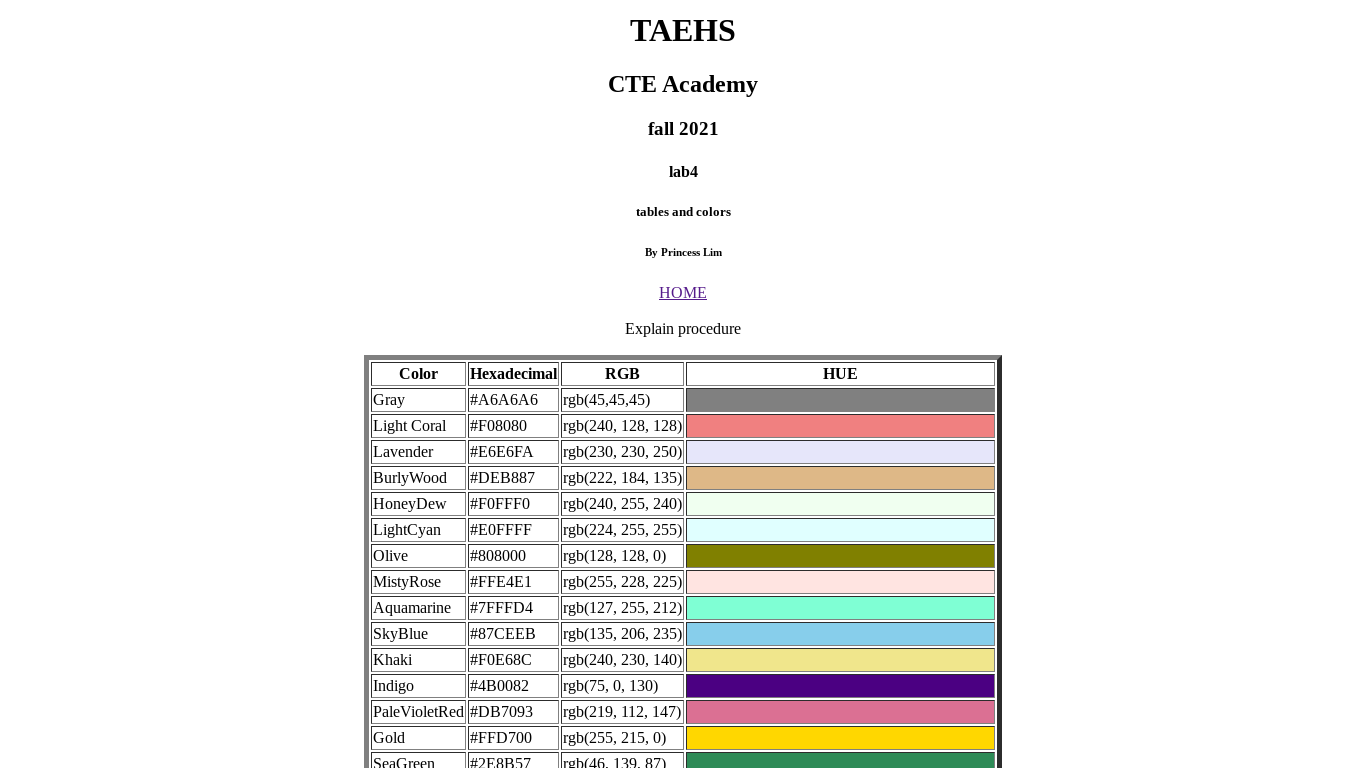 TAEHS
CTE Academy
fall 2021
lab4
tables and colors
By Princess Lim
HOME
Explain procedure
Color Hexadecimal RGB HUE
Gray #A6A6A6 rgb(45,45,45)
Light Coral #F08080 rgb(240, 128, 128)
Lavender #E6E6FA rgb(230, 230, 250)
BurlyWood #DEB887 rgb(222, 184, 135)
HoneyDew #F0FFF0 rgb(240, 255, 240)
LightCyan #E0FFFF rgb(224, 255, 255)
Olive #808000 rgb(128, 128, 0)
MistyRose #FFE4E1 rgb(255, 228, 225)
Aquamarine #7FFFD4 rgb(127, 255, 212)
SkyBlue #87CEEB rgb(135, 206, 235)
Khaki #F0E68C rgb(240, 230, 140)
Indigo #4B0082 rgb(75, 0, 130)
PaleVioletRed #DB7093 rgb(219, 112, 147)
Gold #FFD700 rgb(255, 215, 0)
SeaGreen #2E8B57 rgb(46, 139, 87)